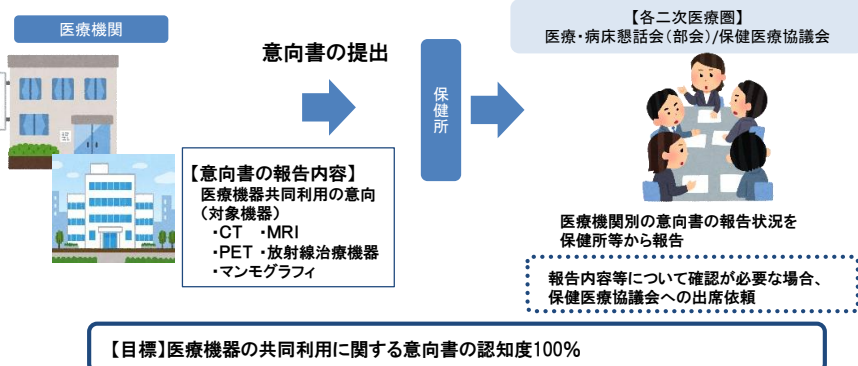 医療機関
意向書の提出
保健所
【各二次医療圏】
医療・病床懇話会(部会)/保健医療協議会
【意向書の報告内容】
医療機器共同利用の意向
(対象機器)
・CT ・MRI
・PET ・放射線治療機器
・マンモグラフィ
医療機関別の意向書の報告状況を
保健所等から報告
報告内容等について確認が必要な場合、
保健医療協議会への出席依頼
【目標】医療機器の共同利用に関する意向書の認知度100%